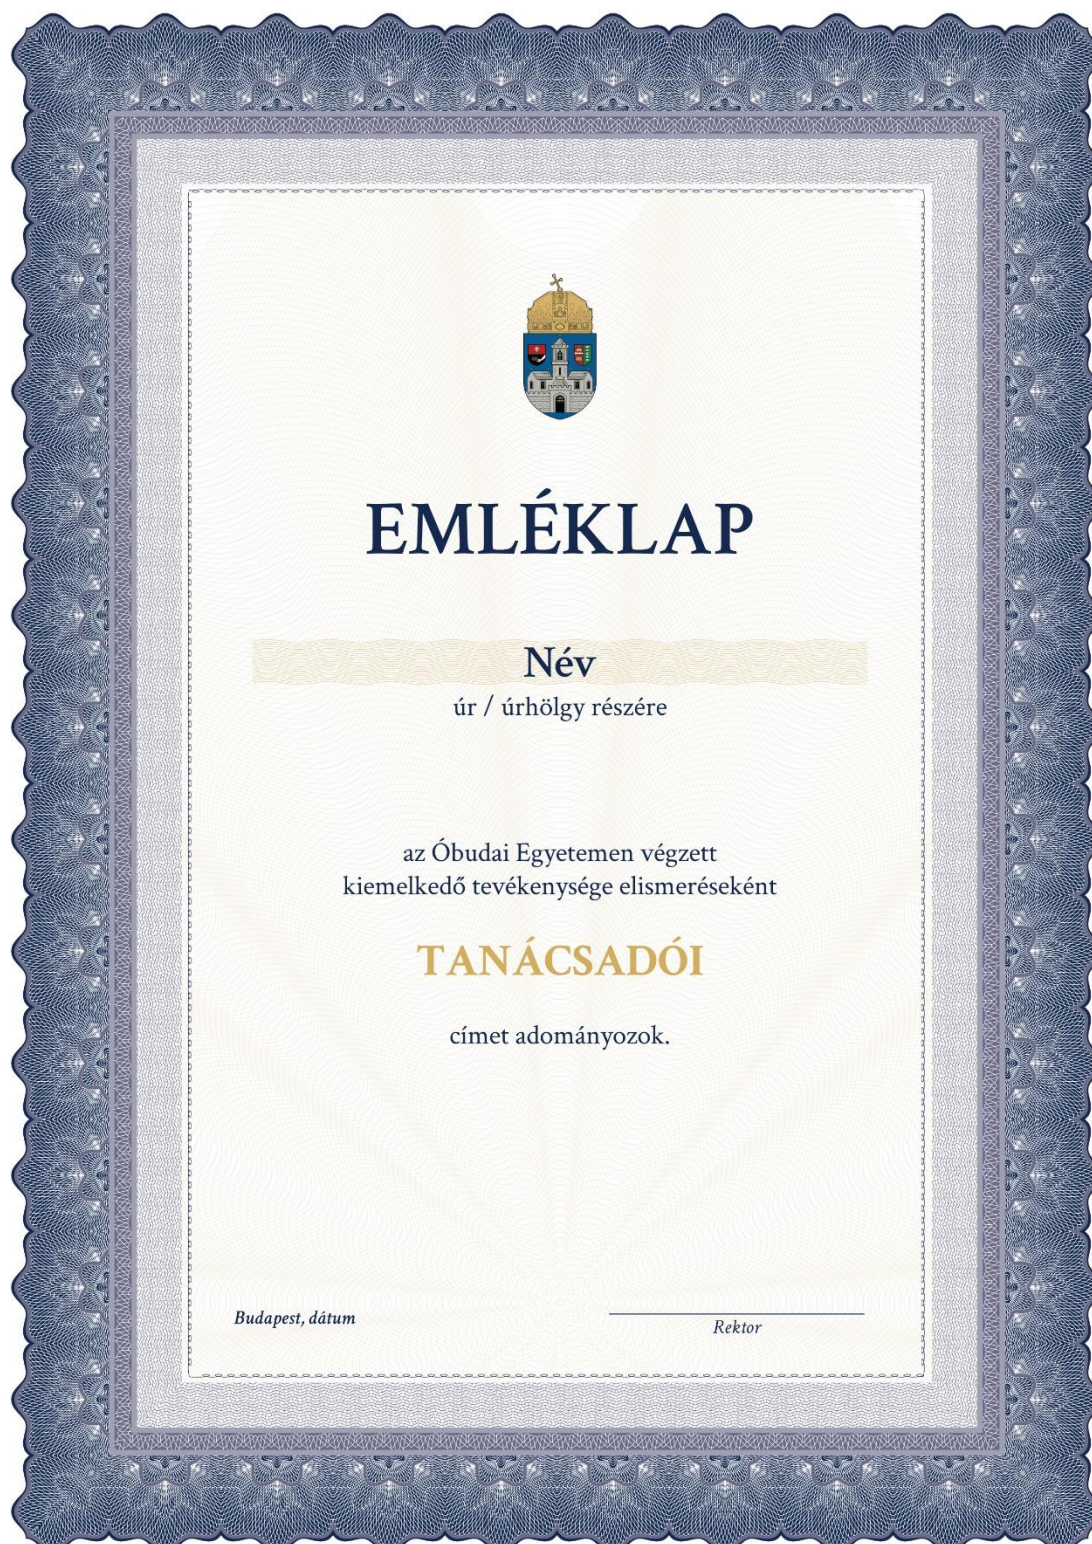 EMLÉKLAP
Név
úr / úrhölgy részére
az Óbudai Egyetemen végzett
kiemelkedő tevékenysége elismeréseként
TANÁCSADÓI
címet adományozok.
Budapest, dátum
Rektor